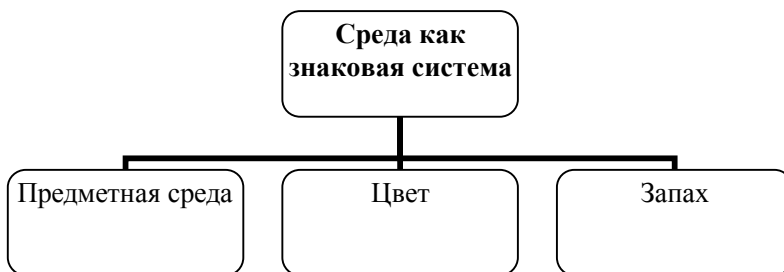 Среда как
знаковая система
Предметная среда
Цвет
Запах